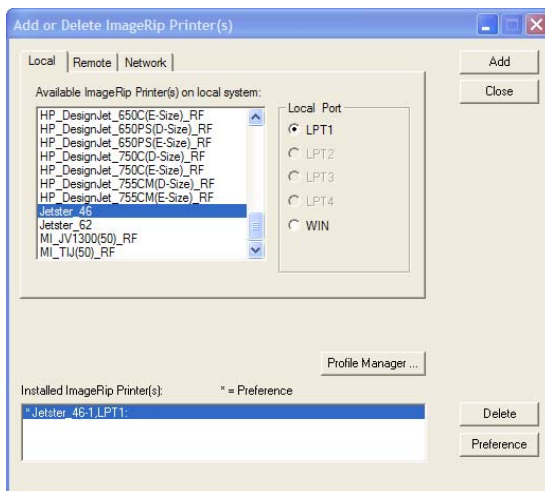 Add or Delete ImageRip Printer(s)
Local
Remote
Network
Add
Close
Available ImageRip Printer(s) on local system:
HP_DesignJet_650C(E-Size)_RF
HP_DesignJet_650PS(D-Size)_RF
HP_DesignJet_650PS(E-Size)_RF
HP_DesignJet_750C(D-Size)_RF
HP_DesignJet_750C(E-Size)_RF
HP_DesignJet_755CM(D-Size)_RF
HP_DesignJet_755CM(E-Size)_RF
Jetster_46
Jetster_62
MI_JV1300(50)_RF
MI_TIJ(50)_RF
Local Port
LPT1
LPT2
LPT3
LPT4
WIN
Profile Manager ...
Installed ImageRip Printer(s):
* = Preference
* Jetster_46-1,LPT1:
Delete
Preference